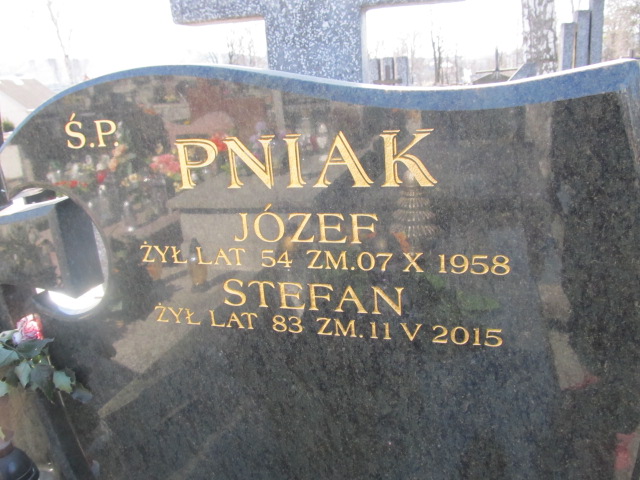 Ś.P. PNIAK
JÓZEF
ŻYŁ LAT 54 ZM.07 X 1958
STEFAN
ŻYŁ LAT 83 ZM.11 V 2015